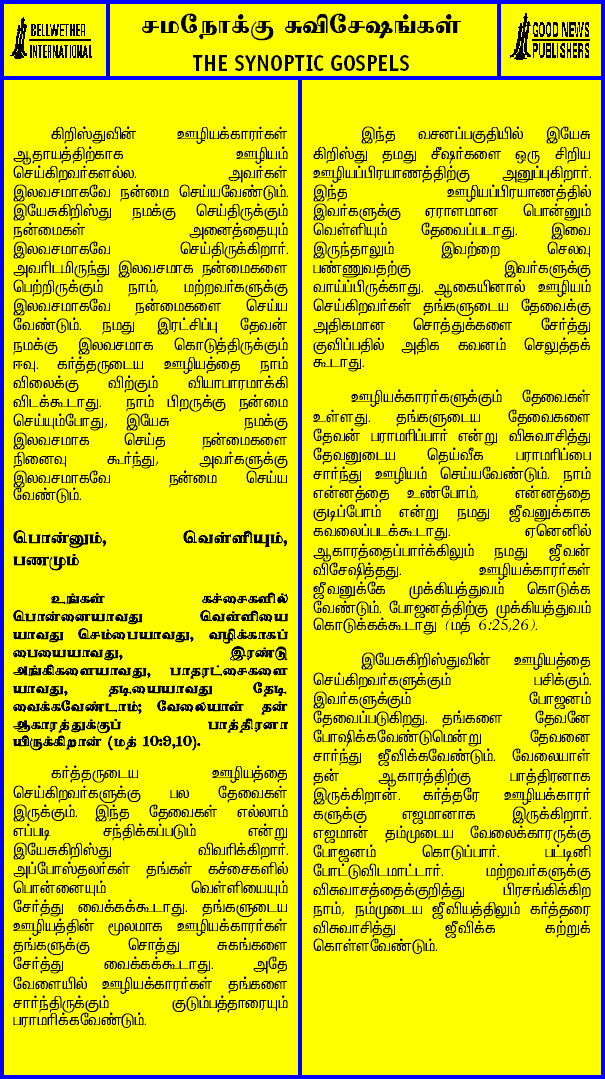 BELLWETHER
INTERNATIONAL
சமநோக்கு சுவிசேஷங்கள்
THE SYNOPTIC GOSPELS
GOOD NEWS
PUBLISHERS
கிறிஸ்துவின் ஊழியக்காரர்கள்
ஆதாயத்திற்காக ஊழியம்
செய்கிறவர்களல்ல. அவர்கள்
இலவசமாகவே நன்மை செய்யவேண்டும்.
இயேசுகிறிஸ்து நமக்கு செய்திருக்கும்
நன்மைகள் அனைத்தையும்
இலவசமாகவே செய்திருக்கிறார்.
அவரிடமிருந்து இலவசமாக நன்மைகளை
பெற்றிருக்கும் நாம், மற்றவர்களுக்கு
இலவசமாகவே நன்மைகளை செய்ய
வேண்டும். நமது இரட்சிப்பு தேவன்
நமக்கு இலவசமாக கொடுத்திருக்கும்
ஈவு. கர்த்தருடைய ஊழியத்தை நாம்
விலைக்கு விற்கும் வியாபாரமாக்கி
விடக்கூடாது. நாம் பிறருக்கு நன்மை
செய்யும்போது, இயேசு நமக்கு
இலவசமாக செய்த நன்மைகளை
நினைவு கூர்ந்து, அவர்களுக்கு
இலவசமாகவே நன்மை செய்ய
வேண்டும்.
பொன்னும், வெள்ளியும்,
பணமும்
உங்கள் கச்சைகளில்
பொன்னையாவது வெள்ளியை
யாவது செம்பையாவது, வழிக்காகப்
பையையாவது, இரண்டு
அங்கிகளையாவது, பாதரட்சைகளை
யாவது, தடியையாவது தேடி
வைக்கவேண்டாம்; வேலையாள் தன்
ஆகாரத்துக்குப் பாத்திரனா
யிருக்கிறான் (மத் 10:9,10).
கர்த்தருடைய ஊழியத்தை
செய்கிறவர்களுக்கு பல தேவைகள்
இருக்கும். இந்த தேவைகள் எல்லாம்
எப்படி சந்திக்கப்படும் என்று
இயேசுகிறிஸ்து விவரிக்கிறார்.
அப்போஸ்தலர்கள் தங்கள் கச்சைகளில்
பொன்னையும் வெள்ளியையும்
சேர்த்து வைக்கக்கூடாது. தங்களுடைய
ஊழியத்தின் மூலமாக ஊழியக்காரர்கள்
தங்களுக்கு சொத்து சுகங்களை
சேர்த்து வைக்கக்கூடாது. அதே
வேளையில் ஊழியக்காரர்கள் தங்களை
சார்ந்திருக்கும் குடும்பத்தாரையும்
பராமரிக்கவேண்டும்.
இந்த வசனப்பகுதியில் இயேசு
கிறிஸ்து தமது சீஷர்களை ஒரு சிறிய
ஊழியப்பிரயாணத்திற்கு அனுப்புகிறார்.
இந்த ஊழியப்பிரயாணத்தில்
இவர்களுக்கு ஏராளமான பொன்னும்
வெள்ளியும் தேவைப்படாது. இவை
இருந்தாலும் இவற்றை செலவு
பண்ணுவதற்கு இவர்களுக்கு
வாய்ப்பிருக்காது. ஆகையினால் ஊழியம்
செய்கிறவர்கள் தங்களுடைய தேவைக்கு
அதிகமான சொத்துக்களை சேர்த்து
குவிப்பதில் அதிக கவனம் செலுத்தக்
கூடாது.
ஊழியக்காரர்களுக்கும் தேவைகள்
உள்ளது. தங்களுடைய தேவைகளை
தேவன் பராமரிப்பார் என்று விசுவாசித்து
தேவனுடைய தெய்வீக பராமரிப்பை
சார்ந்து ஊழியம் செய்யவேண்டும். நாம்
என்னத்தை உண்போம், என்னத்தை
குடிப்போம் என்று நமது ஜீவனுக்காக
கவலைப்படக்கூடாது. ஏனெனில்
ஆகாரத்தைப்பார்க்கிலும் நமது ஜீவன்
விசேஷித்தது. ஊழியக்காரர்கள்
ஜீவனுக்கே முக்கியத்துவம் கொடுக்க
வேண்டும். போஜனத்திற்கு முக்கியத்துவம்
கொடுக்கக்கூடாது (மத் 6:25,26).
இயேசுகிறிஸ்துவின் ஊழியத்தை
செய்கிறவர்களுக்கும் பசிக்கும்.
இவர்களுக்கும் போஜனம்
தேவைப்படுகிறது. தங்களை தேவனே
போஷிக்கவேண்டுமென்று தேவனை
சார்ந்து ஜீவிக்கவேண்டும். வேலையாள்
தன் ஆகாரத்திற்கு பாத்திரனாக
இருக்கிறான். கர்த்தரே ஊழியக்காரர்
களுக்கு எஜமானாக இருக்கிறார்.
எஜமான் தம்முடைய வேலைக்காரருக்கு
போஜனம் கொடுப்பார். பட்டினி
போட்டுவிடமாட்டார். மற்றவர்களுக்கு
விசுவாசத்தைக்குறித்து பிரசங்கிக்கிற
நாம், நம்முடைய ஜீவியத்திலும் கர்த்தரை
விசுவாசித்து ஜீவிக்க கற்றுக்
கொள்ளவேண்டும்.